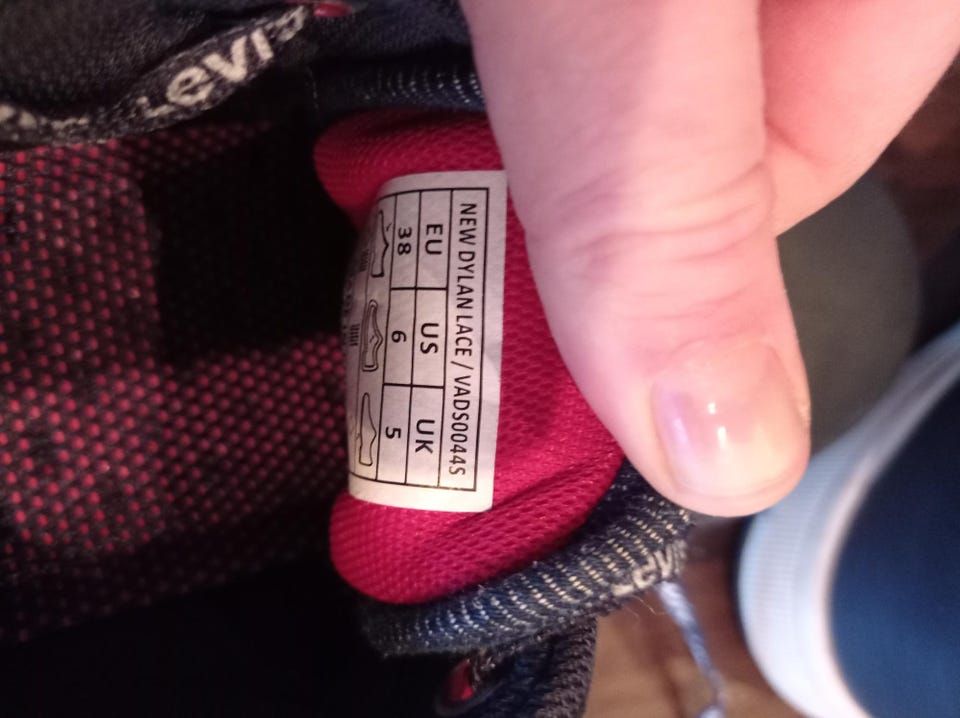 Levi's
NEW DYLAN LACE / VADS0044S
EU US UK
38 6 5
Levi's